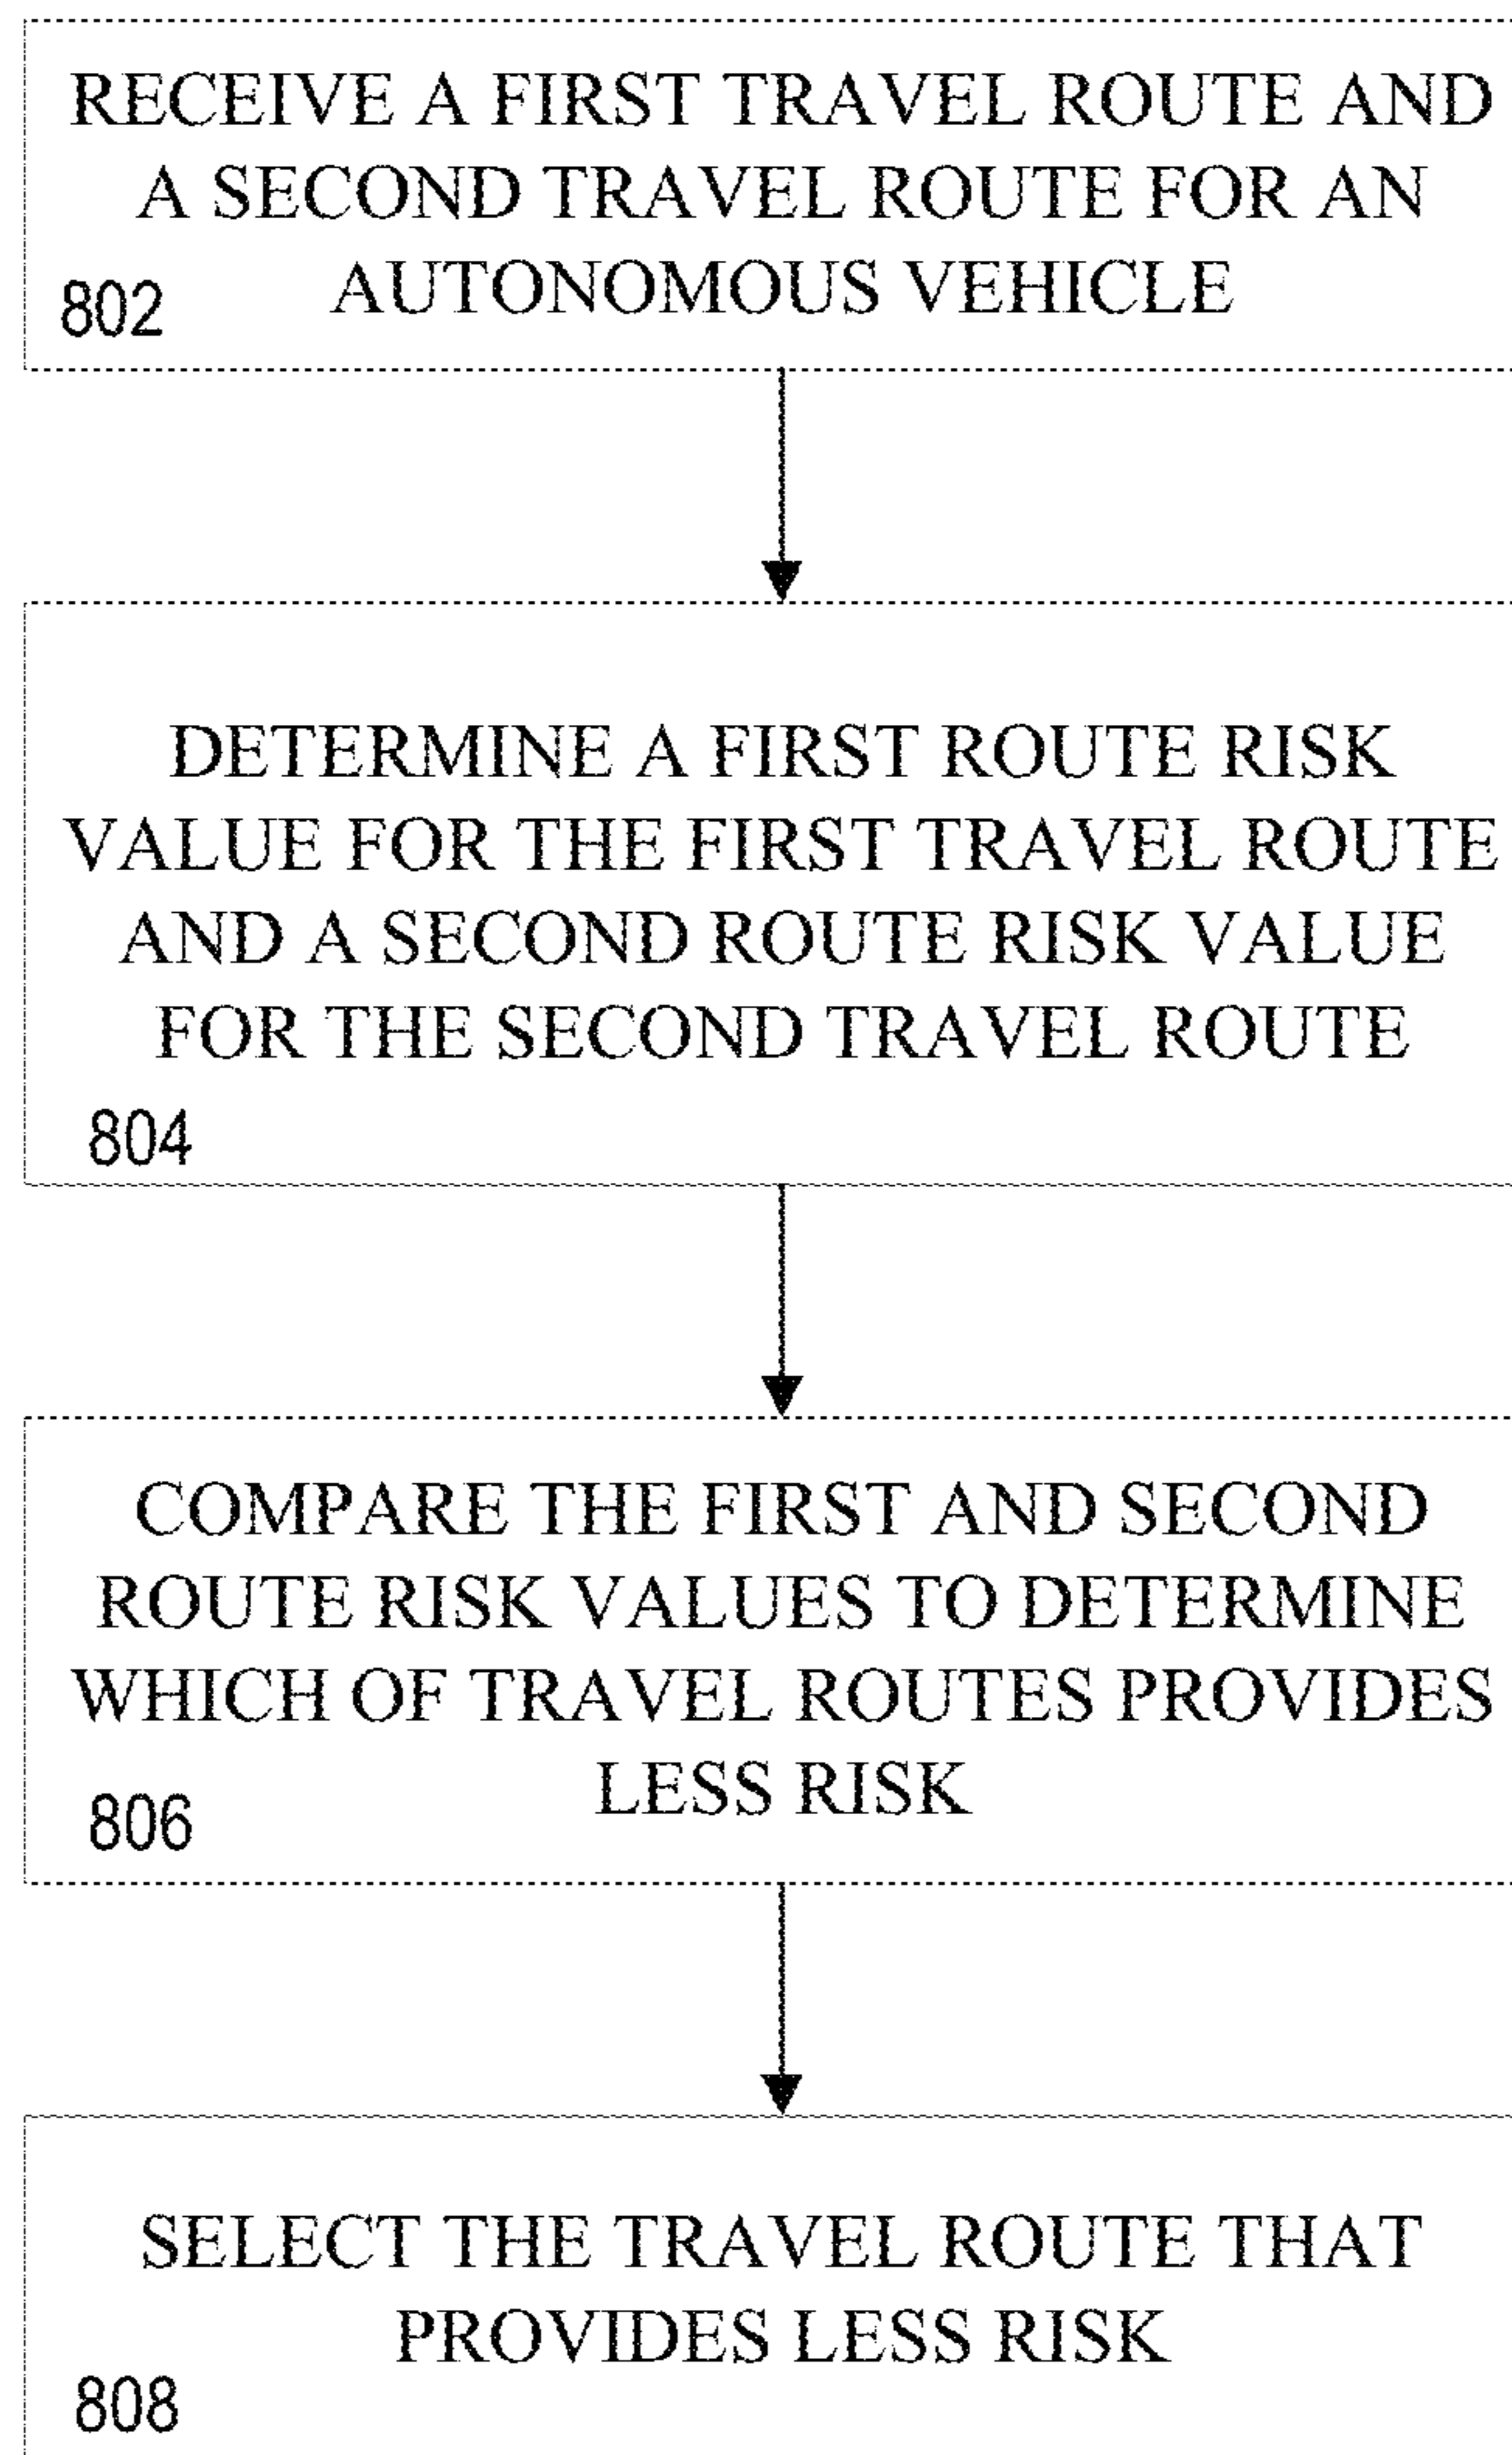 RECEIVE A FIRST TRAVEL ROUTE AND
A SECOND TRAVEL ROUTE FOR AN
AUTONOMOUS VEHICLE
802
DETERMINE A FIRST ROUTE RISK
VALUE FOR THE FIRST TRAVEL ROUTE
AND A SECOND ROUTE RISK VALUE
FOR THE SECOND TRAVEL ROUTE
804
COMPARE THE FIRST AND SECOND
ROUTE RISK VALUES TO DETERMINE
WHICH OF TRAVEL ROUTES PROVIDES
LESS RISK
806
SELECT THE TRAVEL ROUTE THAT
PROVIDES LESS RISK
808